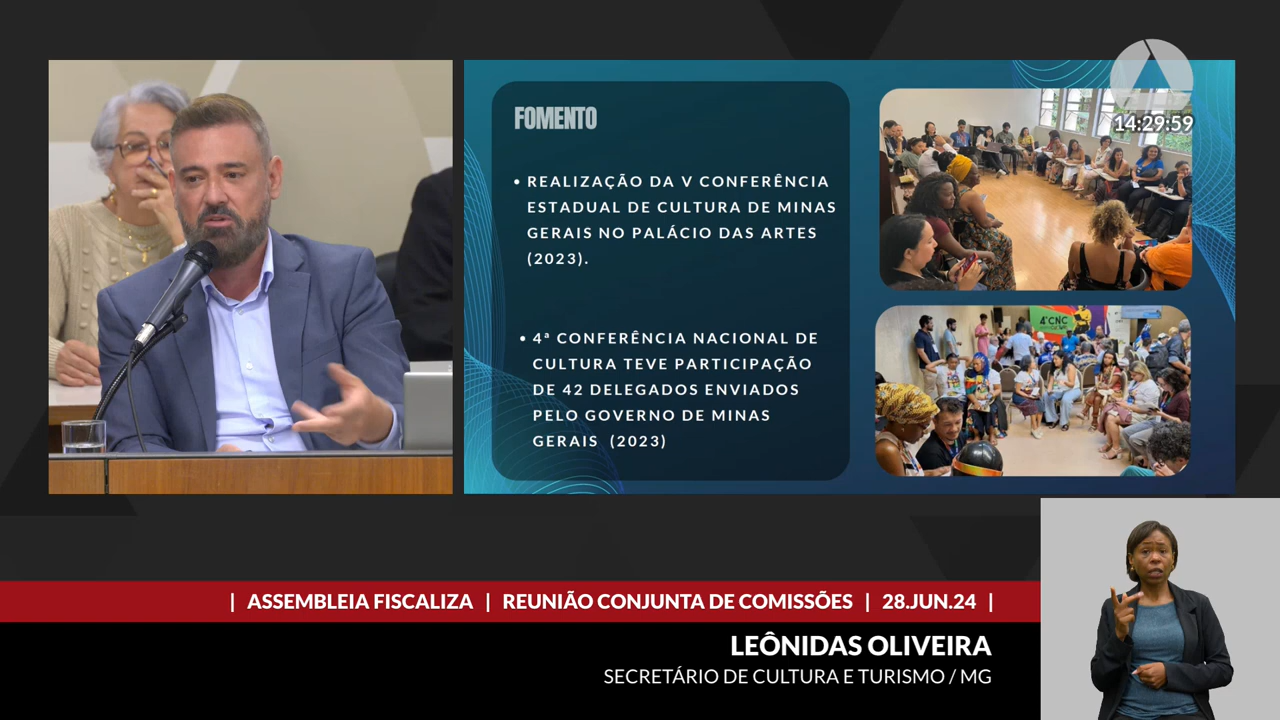 14:29:59
FOMENTO
• REALIZAÇÃO DA V CONFERÊNCIA
ESTADUAL DE CULTURA DE MINAS
GERAIS NO PALÁCIO DAS ARTES
(2023).
• 4ª CONFERÊNCIA NACIONAL DE
CULTURA TEVE PARTICIPAÇÃO
DE 42 DELEGADOS ENVIADOS
PELO GOVERNO DE MINAS
GERAIS (2023)
4ª CNC
| ASSEMBLEIA FISCALIZA | REUNIÃO CONJUNTA DE COMISSÕES | 28.JUN.24 |
LEÔNIDAS OLIVEIRA
SECRETÁRIO DE CULTURA E TURISMO / MG